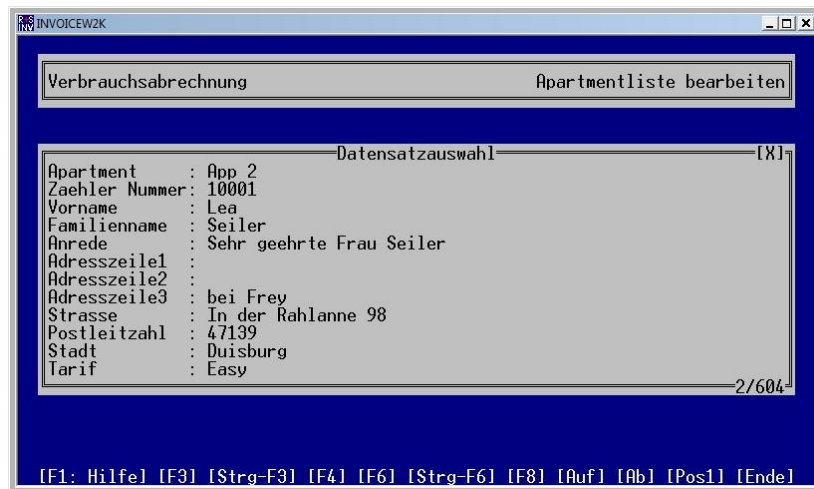 RS INV INVOICEW2K
Verbrauchsabrechnung Apartmentliste bearbeiten
Datensatzauswahl [X]
Apartment : App 2
Zaehler Nummer: 10001
Vorname : Lea
Familienname : Seiler
Anrede : Sehr geehrte Frau Seiler
Adresszeile1 :
Adresszeile2 :
Adresszeile3 : bei Frey
Strasse : In der Rahlanne 98
Postleitzahl : 47139
Stadt : Duisburg
Tarif : Easy
2/604
[F1: Hilfe] [F3] [Strg-F3] [F4] [F6] [Strg-F6] [F8] [Auf] [Ab] [Pos1] [Ende]